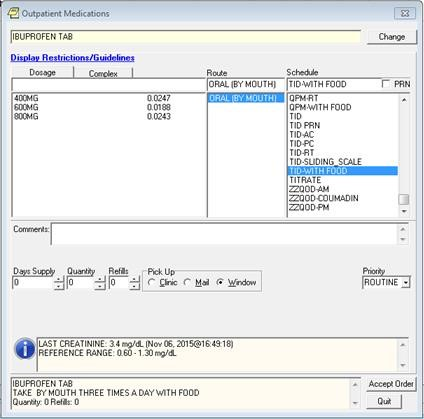 Outpatient Medications
IBUPROFEN TAB
Change
Display Restrictions/Guidelines
Dosage Complex Route Schedule
ORAL (BY MOUTH) TID-WITH FOOD PRN
400MG 0.0247
600MG 0.0188
800MG 0.0243
ORAL (BY MOUTH)
QPM-RT
QPM-WITH FOOD
TID
TID PRN
TID-AC
TID-PC
TID-RT
TID-SLIDING_SCALE
TID-WITH FOOD
TITRATE
ZZQOD-AM
ZZQOD-COUMADIN
ZZQOD-PM
Comments:
Days Supply Quantity Refills Pick Up Priority
0 0 0 Clinic Mail Window ROUTINE
LAST CREATININE: 3.4 mg/dL (Nov 06, 2015@16:49:18)
REFERENCE RANGE: 0.60 - 1.30 mg/dL
IBUPROFEN TAB
TAKE BY MOUTH THREE TIMES A DAY WITH FOOD
Quantity: 0 Refills: 0
Accept Order
Quit